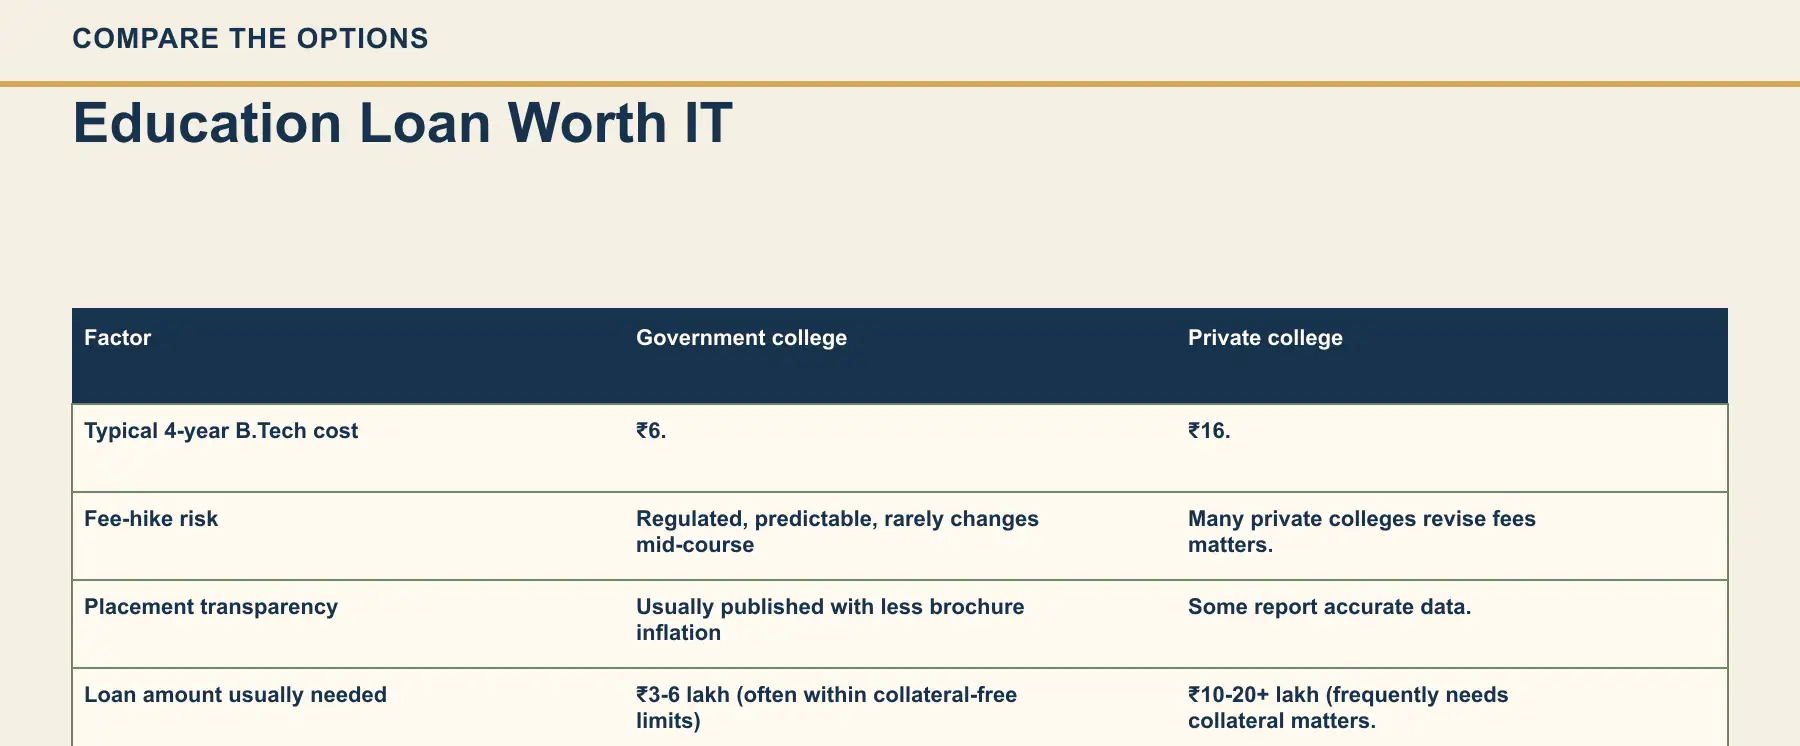 COMPARE THE OPTIONS
Education Loan Worth IT
Factor
Government college
Private college
Typical 4-year B.Tech cost
₹6.
₹16.
Fee-hike risk
Regulated, predictable, rarely changes
mid-course
Many private colleges revise fees
matters.
Placement transparency
Usually published with less brochure
inflation
Some report accurate data.
Loan amount usually needed
₹3-6 lakh (often within collateral-free
limits)
₹10-20+ lakh (frequently needs
collateral matters.